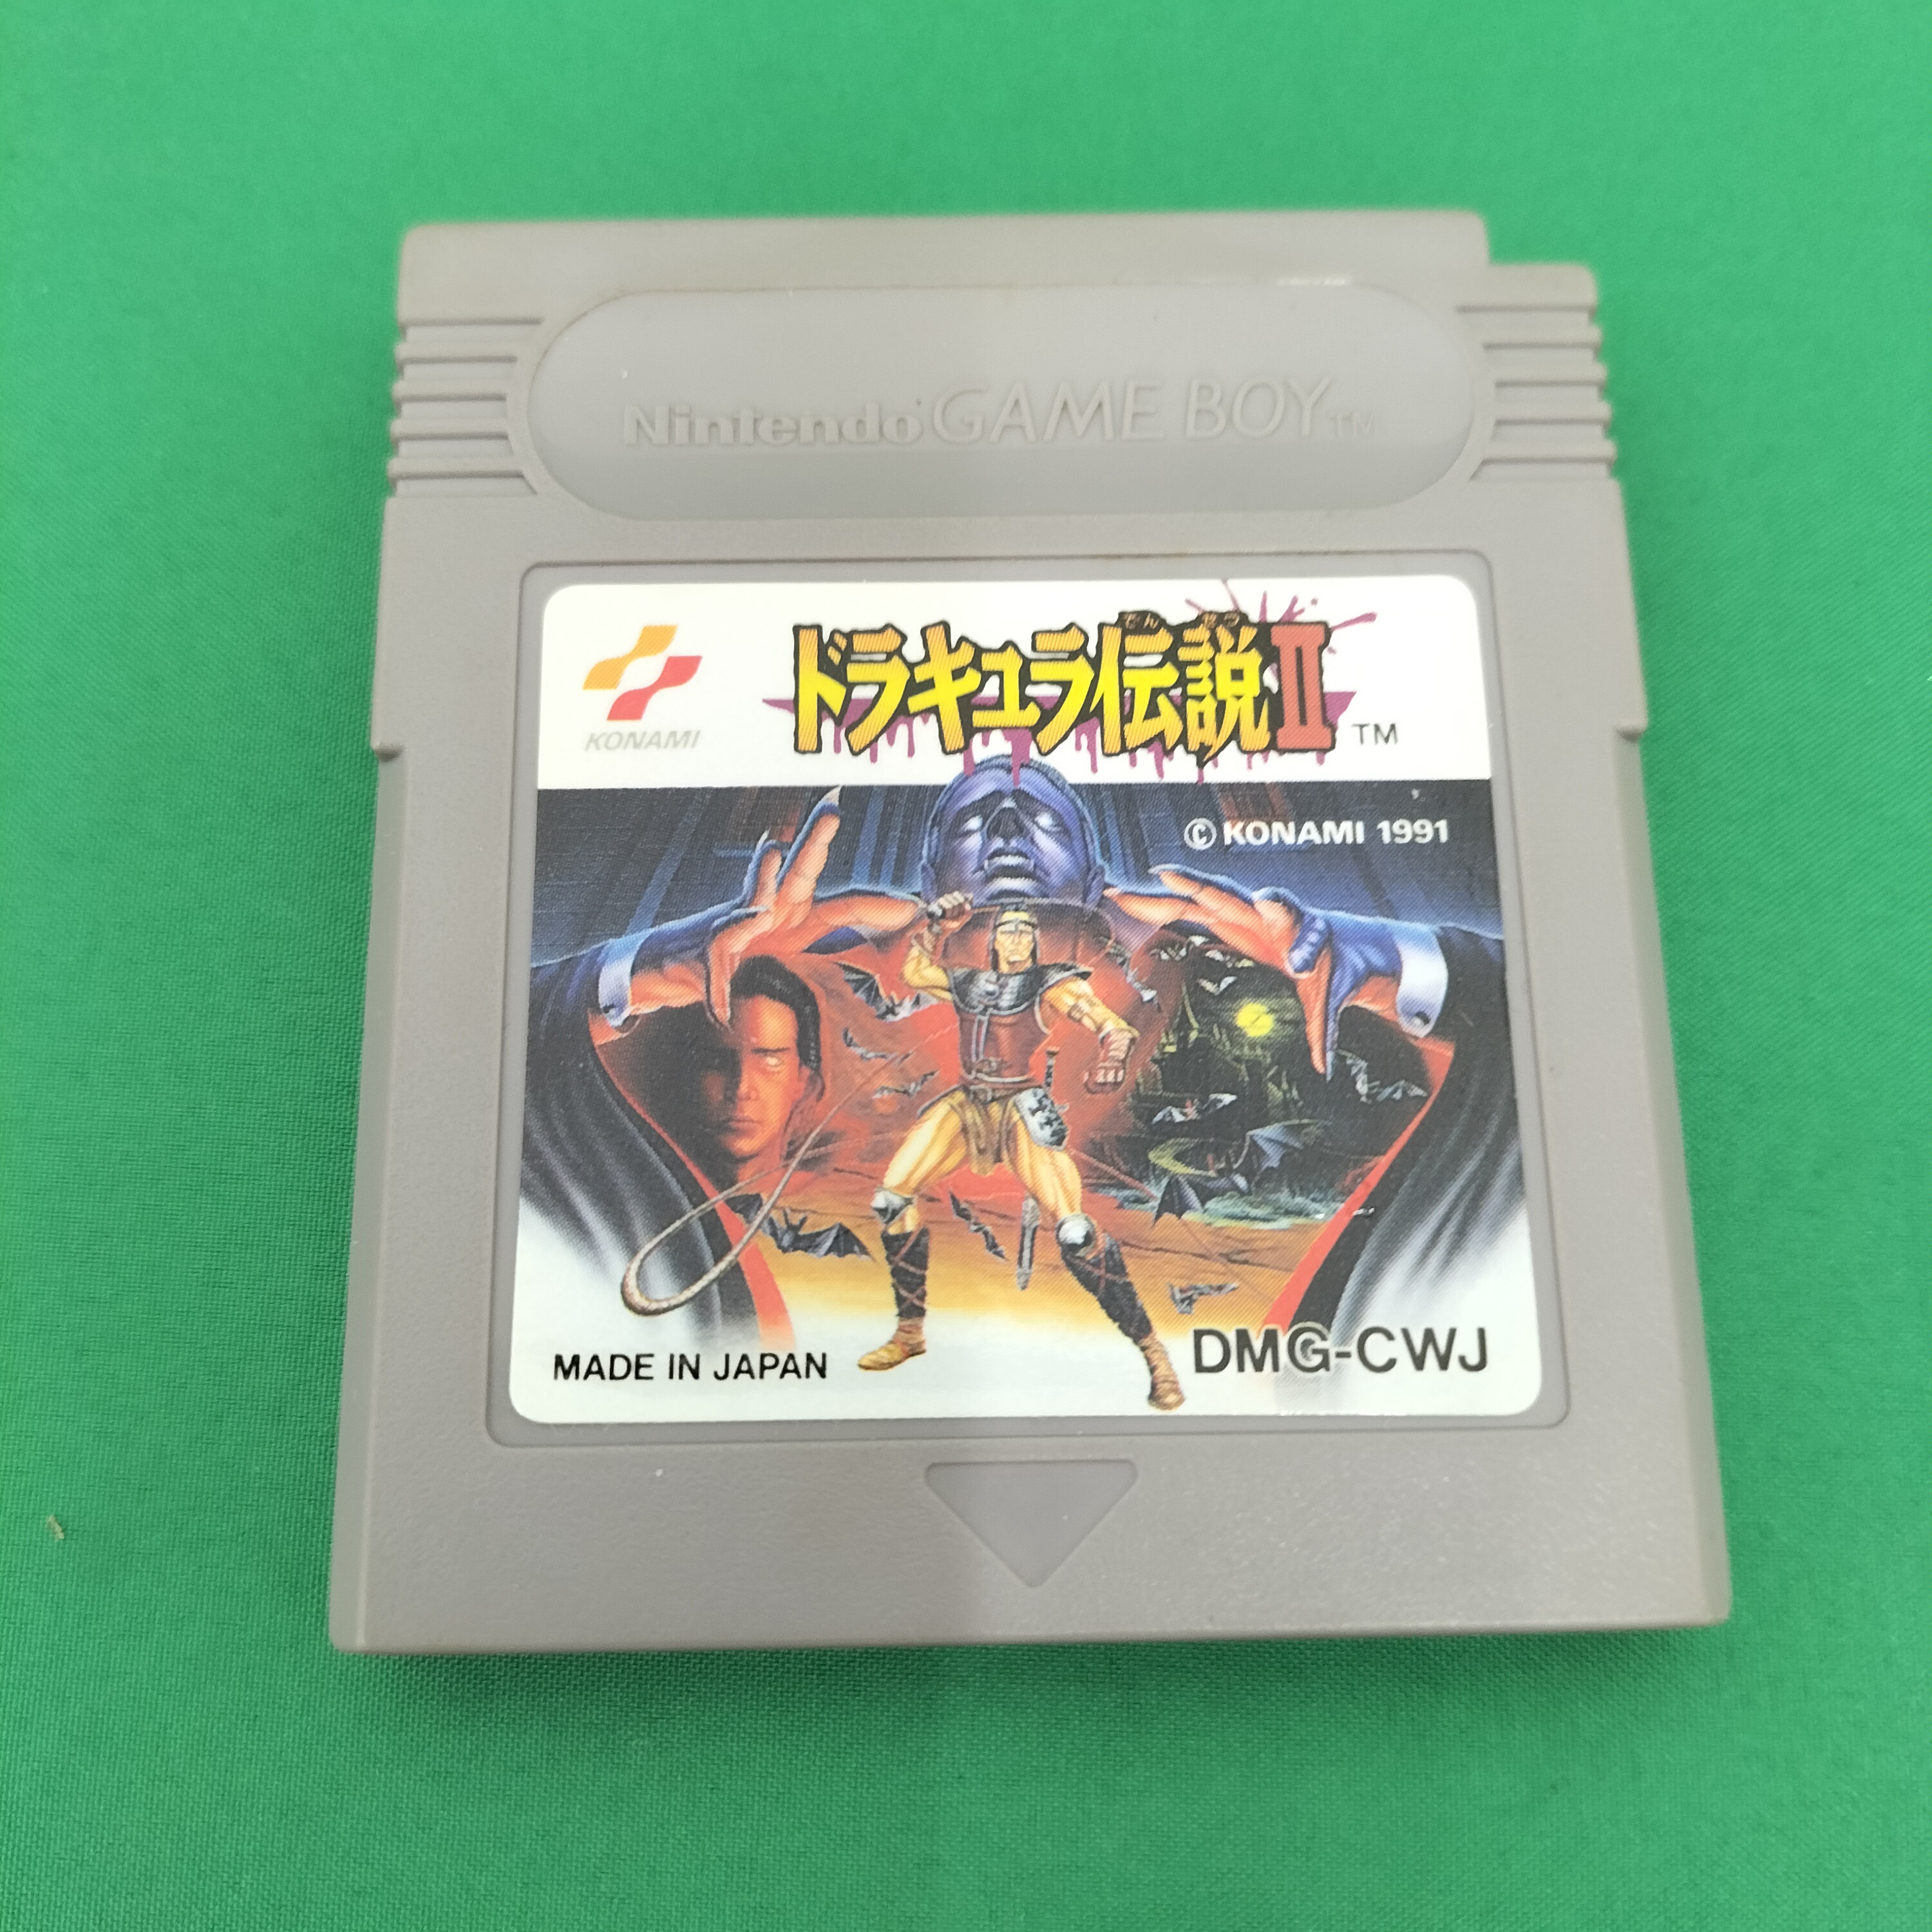 Nintendo GAME BOY TM
KONAMI
でんせつ
ドラキュラ伝説II TM
© KONAMI 1991
MADE IN JAPAN
DMG-CWJ